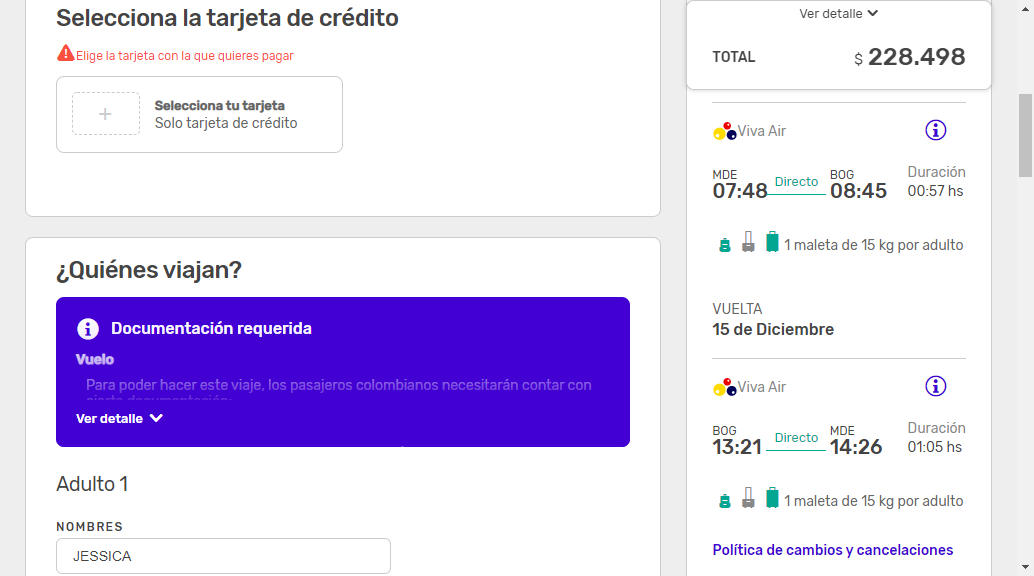 Selecciona la tarjeta de crédito
Elige la tarjeta con la que quieres pagar
Selecciona tu tarjeta
Solo tarjeta de crédito
¿Quiénes viajan?
Documentación requerida
Vuelo
Para poder hacer este viaje, los pasajeros colombianos necesitarán contar con
Ver detalle
Adulto 1
NOMBRES
JESSICA
Ver detalle
TOTAL $ 228.498
Viva Air
MDE BOG Duración
07:48 Directo 08:45 00:57 hs
1 maleta de 15 kg por adulto
VUELTA
15 de Diciembre
Viva Air
BOG MDE Duración
13:21 Directo 14:26 01:05 hs
1 maleta de 15 kg por adulto
Política de cambios y cancelaciones